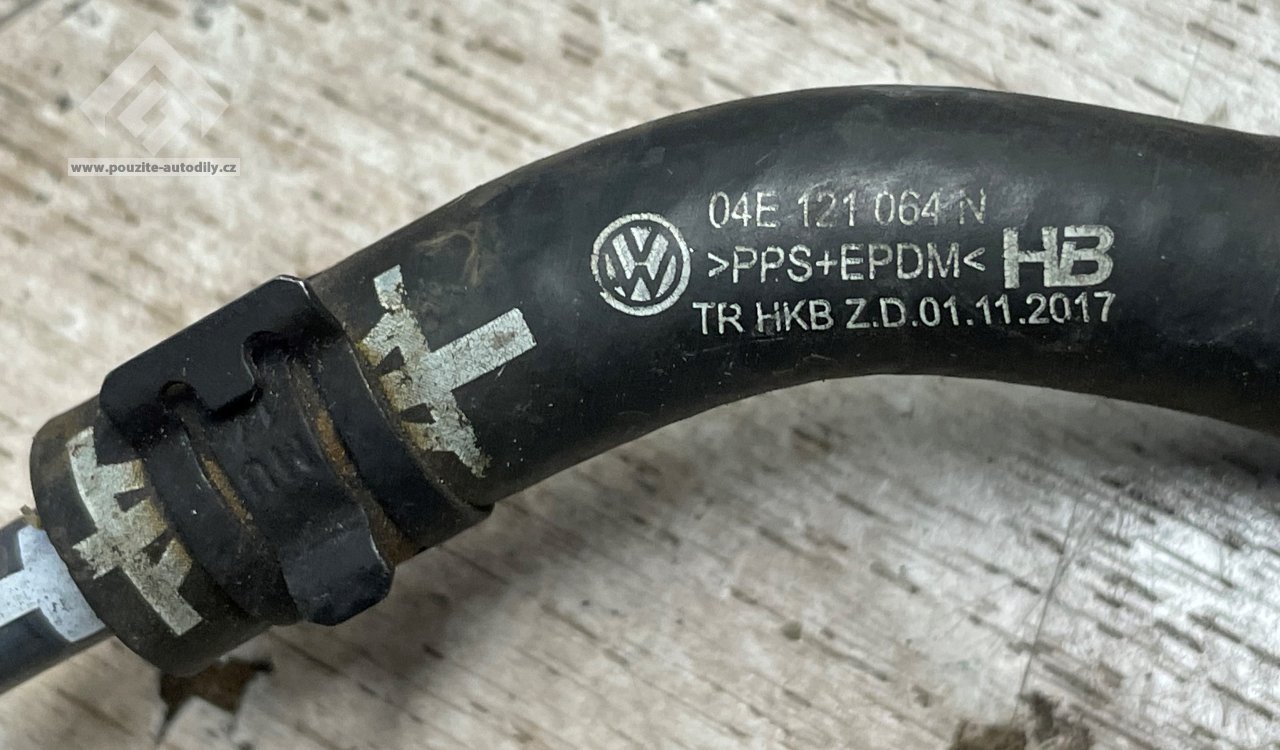 www.pouzite-autodily.cz
04E 121 064 N
>PPS+EPDM< HB
TR HKB Z.D.01.11.2017